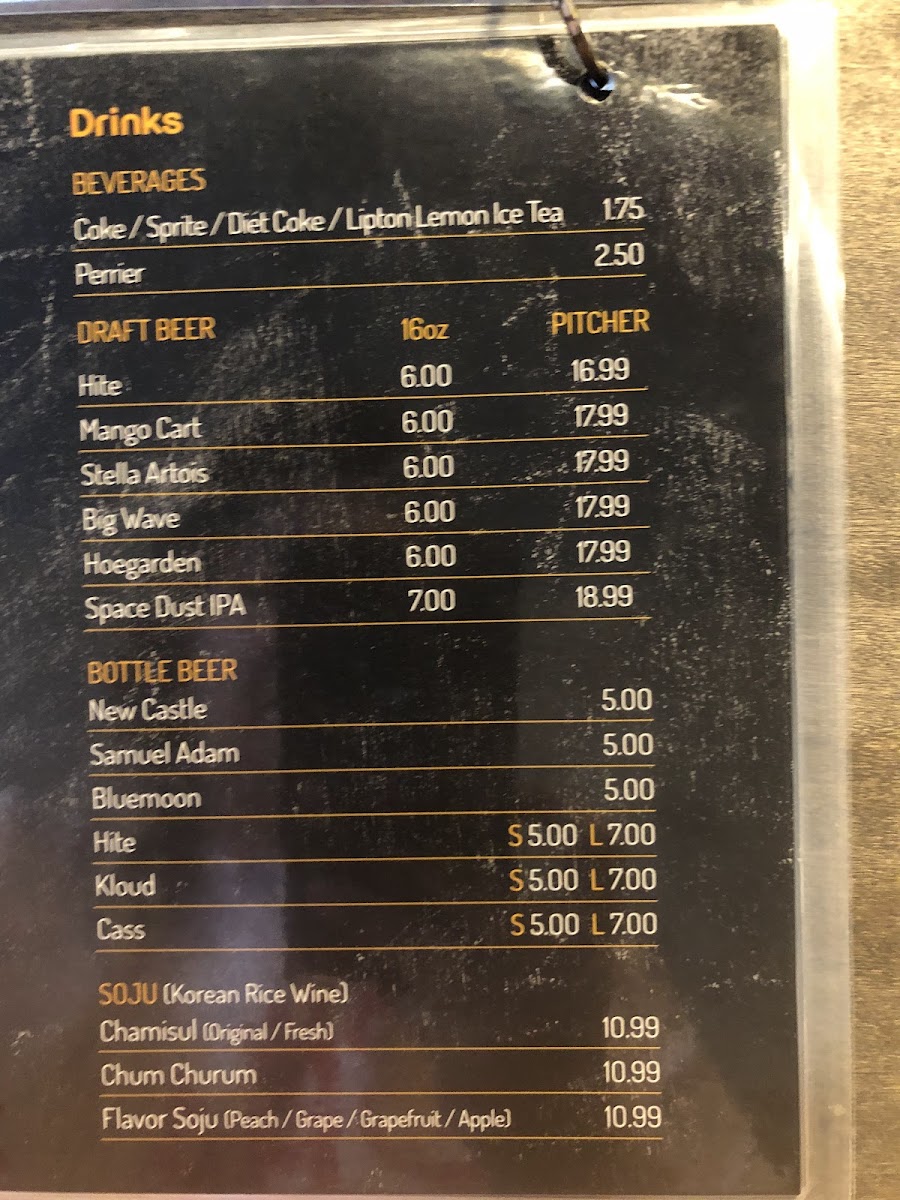 Drinks
BEVERAGES
Coke / Sprite / Diet Coke / Lipton Lemon Ice Tea 1.75
Perrier 2.50
DRAFT BEER 16oz PITCHER
Hite 6.00 16.99
Mango Cart 6.00 17.99
Stella Artois 6.00 17.99
Big Wave 6.00 17.99
Hoegarden 6.00 17.99
Space Dust IPA 7.00 18.99
BOTTLE BEER
New Castle 5.00
Samuel Adam 5.00
Bluemoon 5.00
Hite S 5.00 L 7.00
Kloud S 5.00 L 7.00
Cass S 5.00 L 7.00
SOJU (Korean Rice Wine)
Chamisul (Original / Fresh) 10.99
Chum Churum 10.99
Flavor Soju (Peach / Grape / Grapefruit / Apple) 10.99